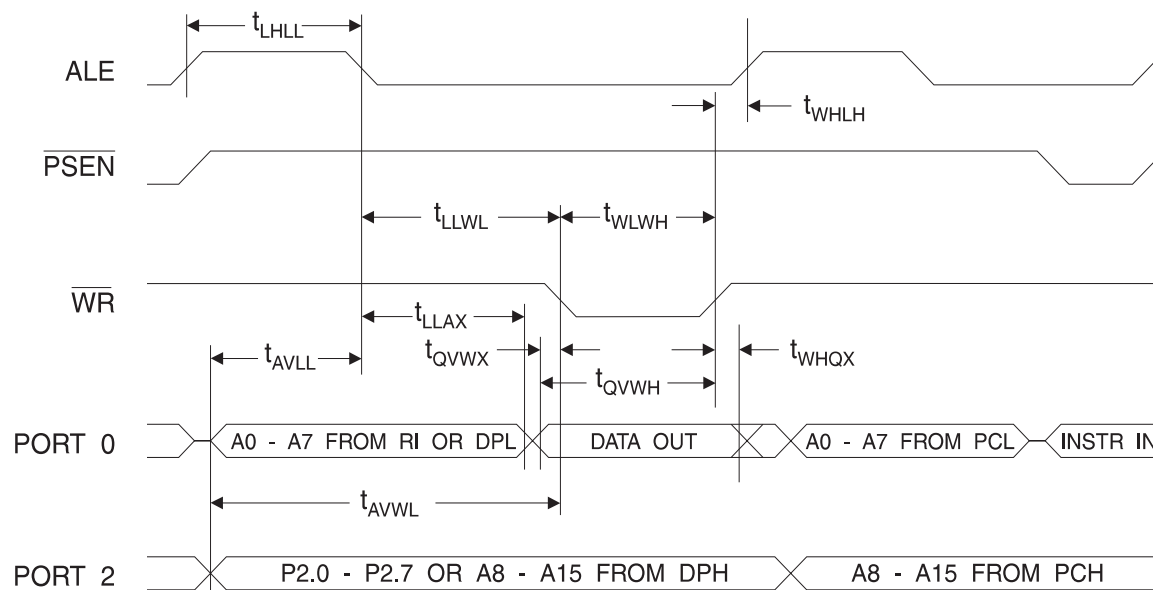 tLHLL
ALE
tWHLH
PSEN
tLLWL
tWLWH
WR
tLLAX
tAVLL
tQVWX
tWHQX
tQVWH
PORT 0
A0 - A7 FROM RI OR DPL
DATA OUT
A0 - A7 FROM PCL
INSTR IN
tAVWL
PORT 2
P2.0 - P2.7 OR A8 - A15 FROM DPH
A8 - A15 FROM PCH